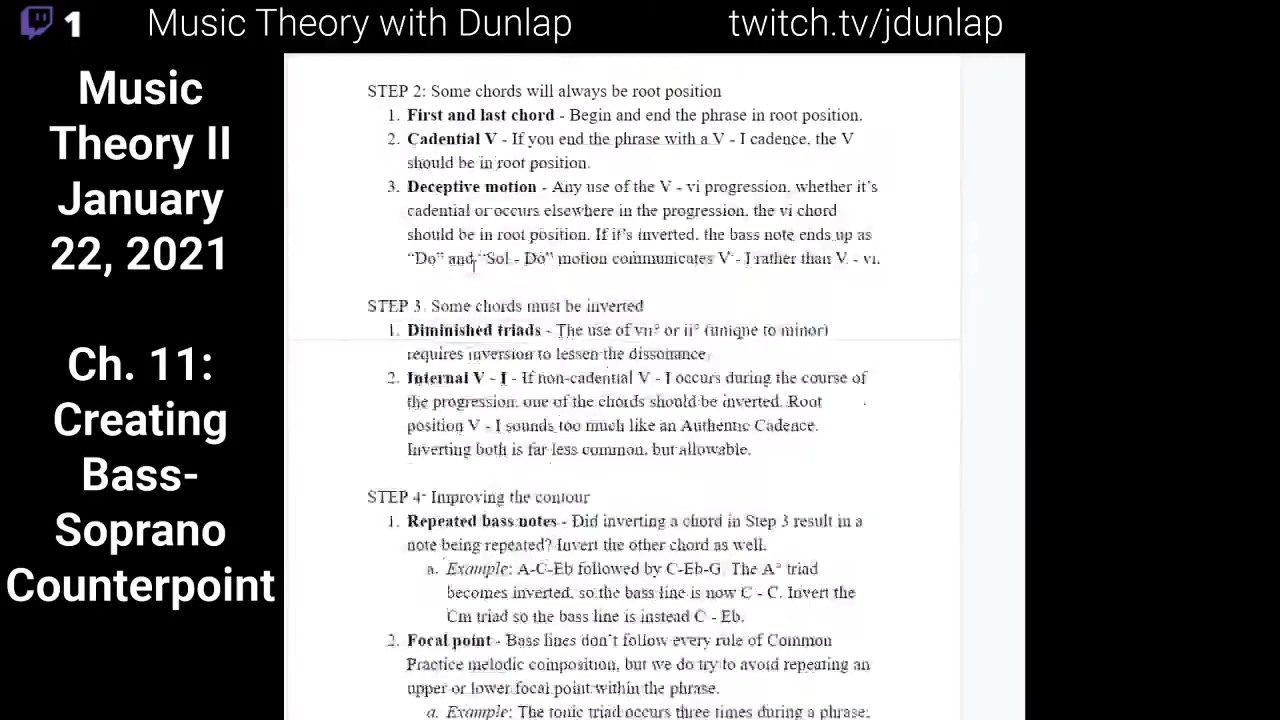 1
Music Theory with Dunlap
twitch.tv/jdunlap
Music
Theory II
January
22, 2021
Ch. 11:
Creating
Bass-
Soprano
Counterpoint
STEP 2: Some chords will always be root position
1. First and last chord - Begin and end the phrase in root position.
2. Cadential V - If you end the phrase with a V - I cadence, the V
should be in root position.
3. Deceptive motion - Any use of the V - vi progression, whether it's
cadential or occurs elsewhere in the progression, the vi chord
should be in root position. If it's inverted, the bass note ends up as
"Do" and "Sol - Do" motion communicates V - I rather than V - vi.
STEP 3: Some chords must be inverted
1. Diminished triads - The use of vii° or ii° (unique to minor)
requires inversion to lessen the dissonance.
2. Internal V - I - If non-cadential V - I occurs during the course of
the progression, one of the chords should be inverted. Root
position V - I sounds too much like an Authentic Cadence.
Inverting both is far less common, but allowable.
STEP 4: Improving the contour
1. Repeated bass notes - Did inverting a chord in Step 3 result in a
note being repeated? Invert the other chord as well.
a. Example: A-C-Eb followed by C-Eb-G. The A° triad
becomes inverted, so the bass line is now C - C. Invert the
Cm triad so the bass line is instead C - Eb.
2. Focal point - Bass lines don't follow every rule of Common
Practice melodic composition, but we do try to avoid repeating an
upper or lower focal point within the phrase.
a. Example: The tonic triad occurs three times during a phrase: